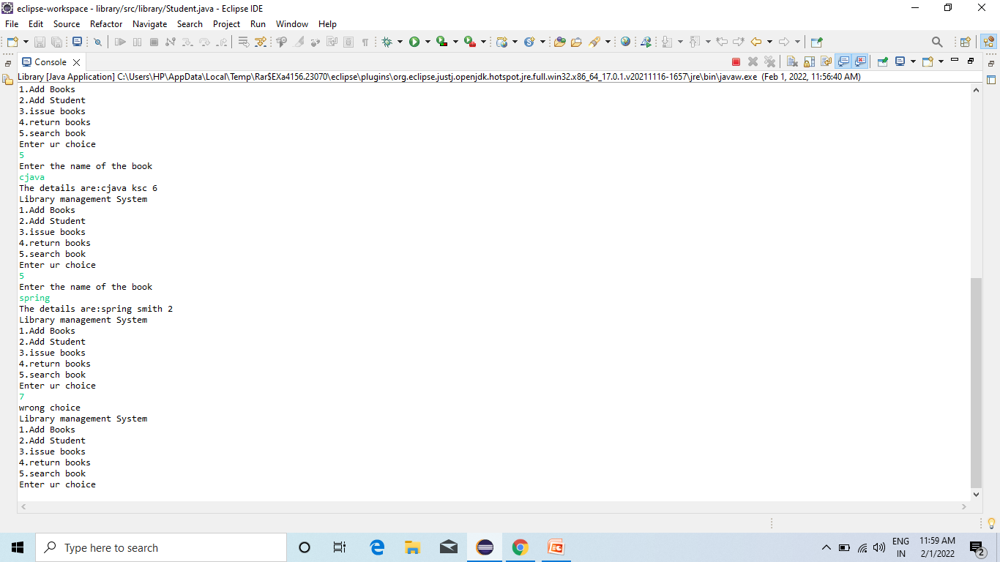 eclipse-workspace - library/src/library/Student.java - Eclipse IDE
File Edit Source Refactor Navigate Search Project Run Window Help
Console
Library [Java Application] C:\Users\HP\AppData\Local\Temp\Rar$EXa4156.23070\eclipse\plugins\org.eclipse.justj.openjdk.hotspot.jre.full.win32.x86_64_17.0.1.v20211116-1657\jre\bin\javaw.exe (Feb 1, 2022, 11:56:40 AM)
1.Add Books
2.Add Student
3.issue books
4.return books
5.search book
Enter ur choice
5
Enter the name of the book
cjava
The details are:cjava ksc 6
Library management System
1.Add Books
2.Add Student
3.issue books
4.return books
5.search book
Enter ur choice
5
Enter the name of the book
spring
The details are:spring smith 2
Library management System
1.Add Books
2.Add Student
3.issue books
4.return books
5.search book
Enter ur choice
7
wrong choice
Library management System
1.Add Books
2.Add Student
3.issue books
4.return books
5.search book
Enter ur choice
Type here to search
ENG
IN
11:59 AM
2/1/2022
2